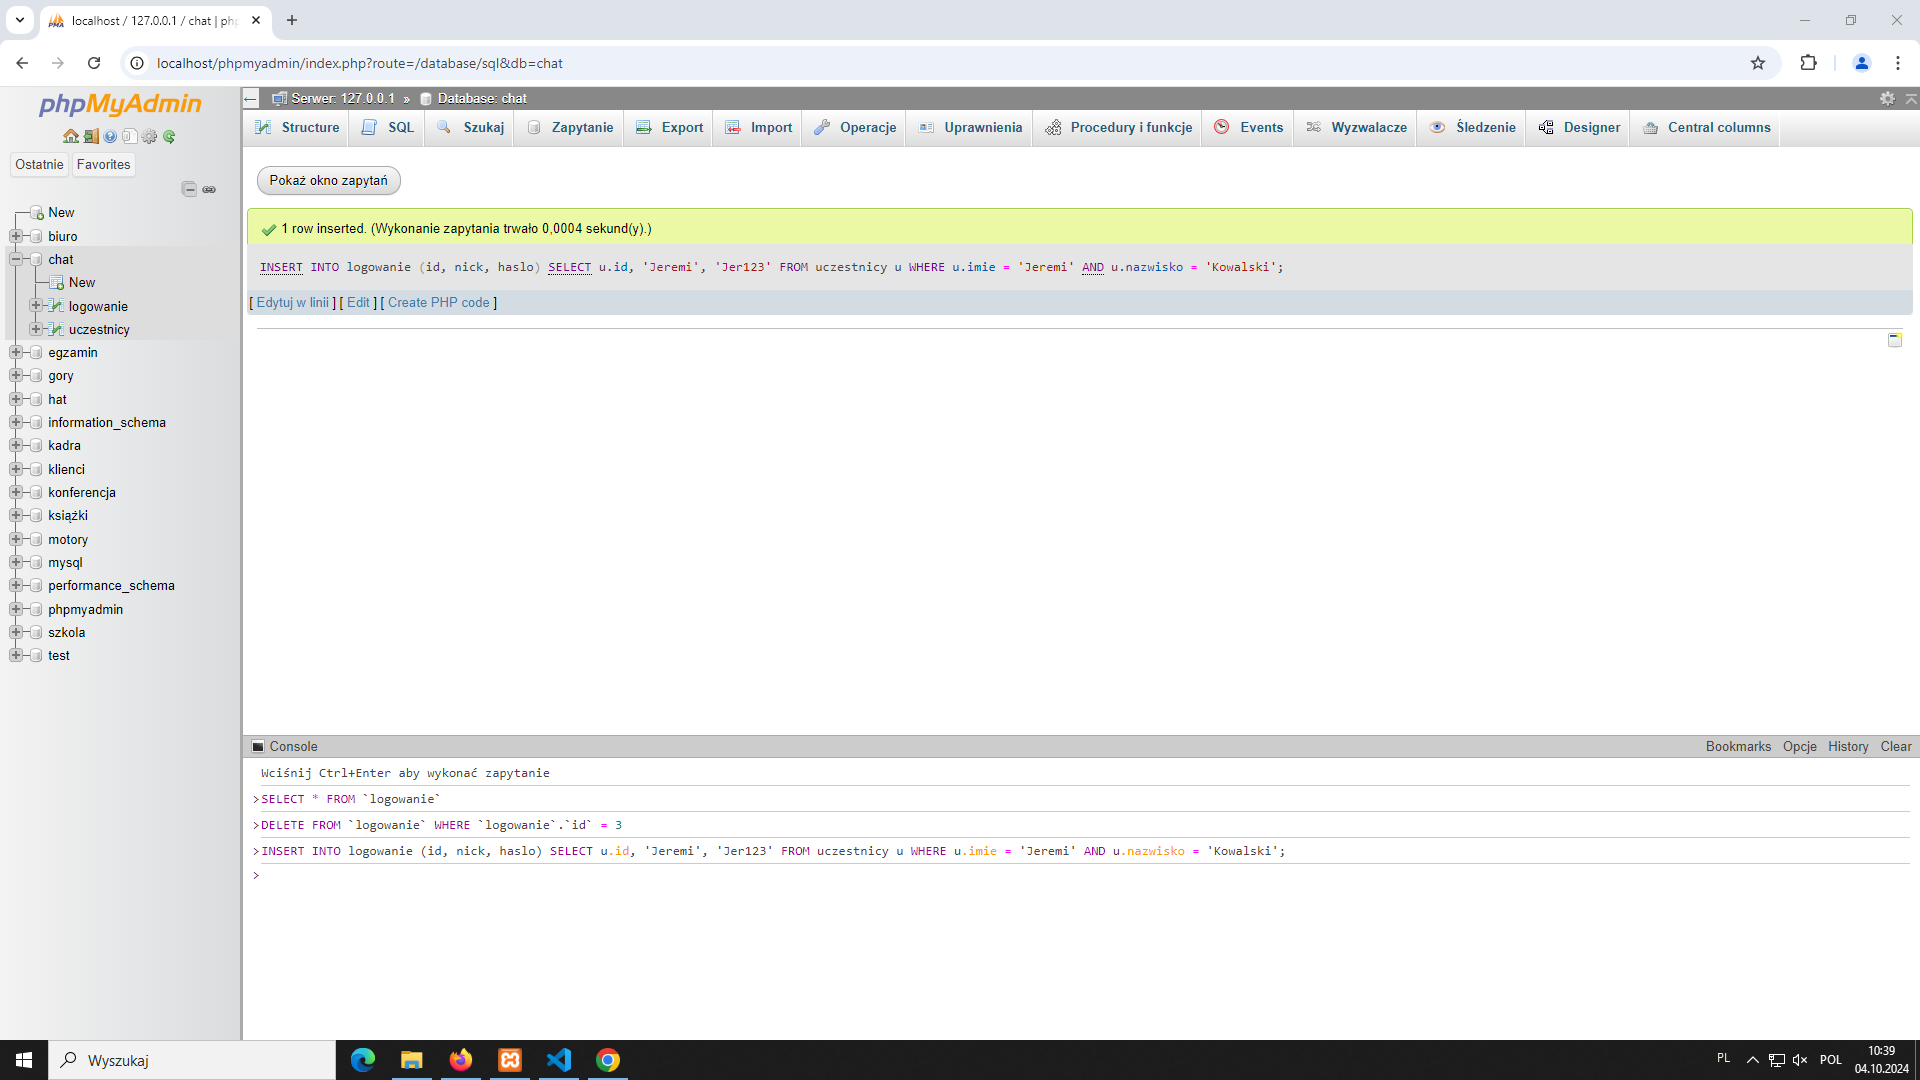 localhost / 127.0.0.1 / chat | php
localhost/phpmyadmin/index.php?route=/database/sql&db=chat
phpMyAdmin
Ostatnie Favorites
New
biuro
chat
New
logowanie
uczestnicy
egzamin
gory
hat
information_schema
kadra
klienci
konferencja
książki
motory
mysql
performance_schema
phpmyadmin
szkola
test
Serwer: 127.0.0.1 » Database: chat
Structure SQL Szukaj Zapytanie Export Import Operacje Uprawnienia Procedury i funkcje Events Wyzwalacze Śledzenie Designer Central columns
Pokaż okno zapytań
1 row inserted. (Wykonanie zapytania trwało 0,0004 sekund(y).)
INSERT INTO logowanie (id, nick, haslo) SELECT u.id, 'Jeremi', 'Jer123' FROM uczestnicy u WHERE u.imie = 'Jeremi' AND u.nazwisko = 'Kowalski';
[ Edytuj w linii ] [ Edit ] [ Create PHP code ]
Console Bookmarks Opcje History Clear
Wciśnij Ctrl+Enter aby wykonać zapytanie
>SELECT * FROM `logowanie`
>DELETE FROM `logowanie` WHERE `logowanie`.`id` = 3
>INSERT INTO logowanie (id, nick, haslo) SELECT u.id, 'Jeremi', 'Jer123' FROM uczestnicy u WHERE u.imie = 'Jeremi' AND u.nazwisko = 'Kowalski';
>
Wyszukaj
PL POL 10:39
04.10.2024